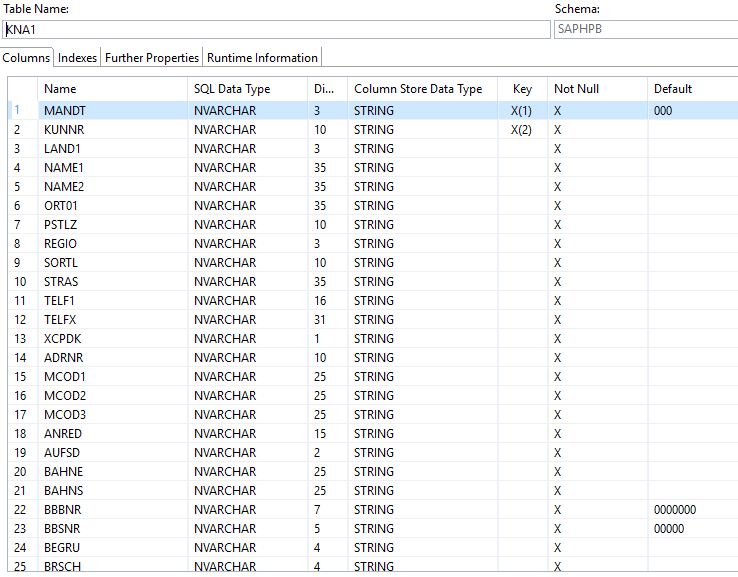 Table Name: Schema:
KNA1 SAPHPB
Columns Indexes Further Properties Runtime Information
Name SQL Data Type Di... Column Store Data Type Key Not Null Default
1 MANDT NVARCHAR 3 STRING X(1) X 000
2 KUNNR NVARCHAR 10 STRING X(2) X
3 LAND1 NVARCHAR 3 STRING X
4 NAME1 NVARCHAR 35 STRING X
5 NAME2 NVARCHAR 35 STRING X
6 ORT01 NVARCHAR 35 STRING X
7 PSTLZ NVARCHAR 10 STRING X
8 REGIO NVARCHAR 3 STRING X
9 SORTL NVARCHAR 10 STRING X
10 STRAS NVARCHAR 35 STRING X
11 TELF1 NVARCHAR 16 STRING X
12 TELFX NVARCHAR 31 STRING X
13 XCPDK NVARCHAR 1 STRING X
14 ADRNR NVARCHAR 10 STRING X
15 MCOD1 NVARCHAR 25 STRING X
16 MCOD2 NVARCHAR 25 STRING X
17 MCOD3 NVARCHAR 25 STRING X
18 ANRED NVARCHAR 15 STRING X
19 AUFSD NVARCHAR 2 STRING X
20 BAHNE NVARCHAR 25 STRING X
21 BAHNS NVARCHAR 25 STRING X
22 BBBNR NVARCHAR 7 STRING X 0000000
23 BBSNR NVARCHAR 5 STRING X 00000
24 BEGRU NVARCHAR 4 STRING X
25 BRSCH NVARCHAR 4 STRING X